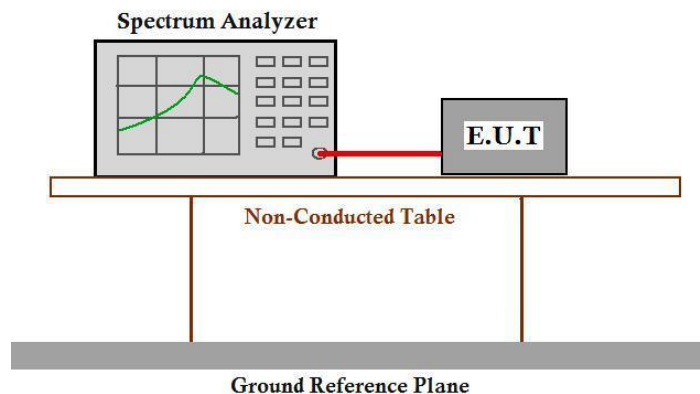 Spectrum Analyzer
E.U.T
Non-Conducted Table
Ground Reference Plane